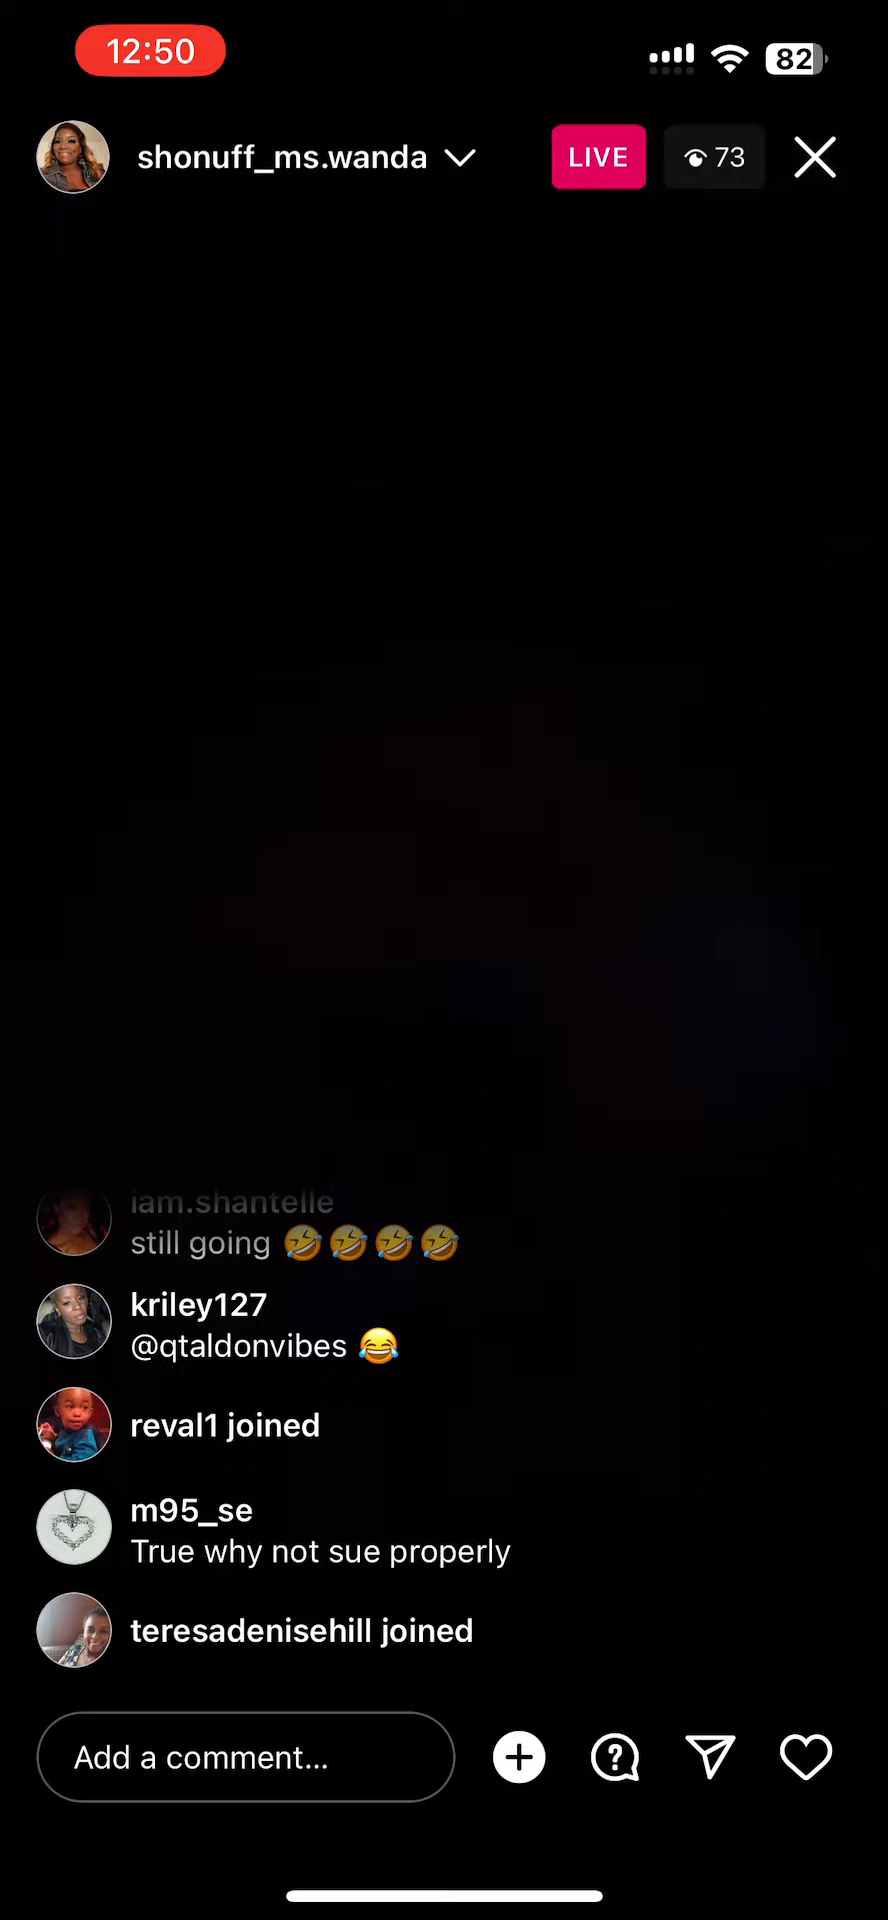 12:50
82
shonuff_ms.wanda
LIVE
73
iam.shantelle
still going 🤣🤣🤣🤣
kriley127
@qtaldonvibes 😂
reval1 joined
m95_se
True why not sue properly
teresadenisehill joined
Add a comment...